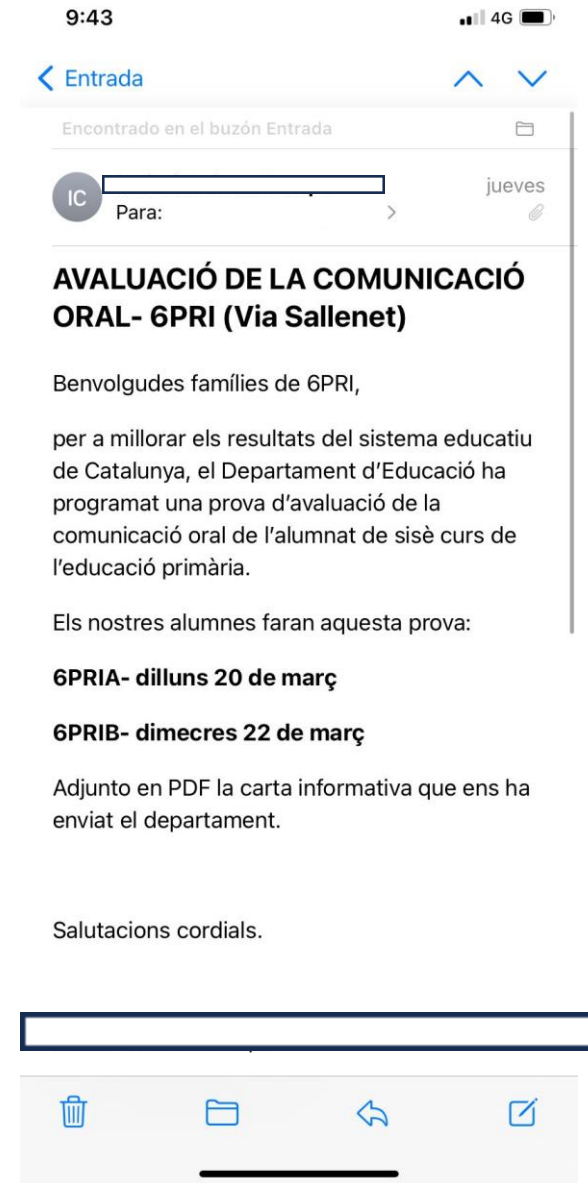 9:43
4G
Entrada
Encontrado en el buzón Entrada
IC
jueves
Para:
AVALUACIÓ DE LA COMUNICACIÓ
ORAL- 6PRI (Via Sallenet)
Benvolgudes famílies de 6PRI,
per a millorar els resultats del sistema educatiu
de Catalunya, el Departament d’Educació ha
programat una prova d’avaluació de la
comunicació oral de l’alumnat de sisè curs de
l’educació primària.
Els nostres alumnes faran aquesta prova:
6PRIA- dilluns 20 de març
6PRIB- dimecres 22 de març
Adjunto en PDF la carta informativa que ens ha
enviat el departament.
Salutacions cordials.